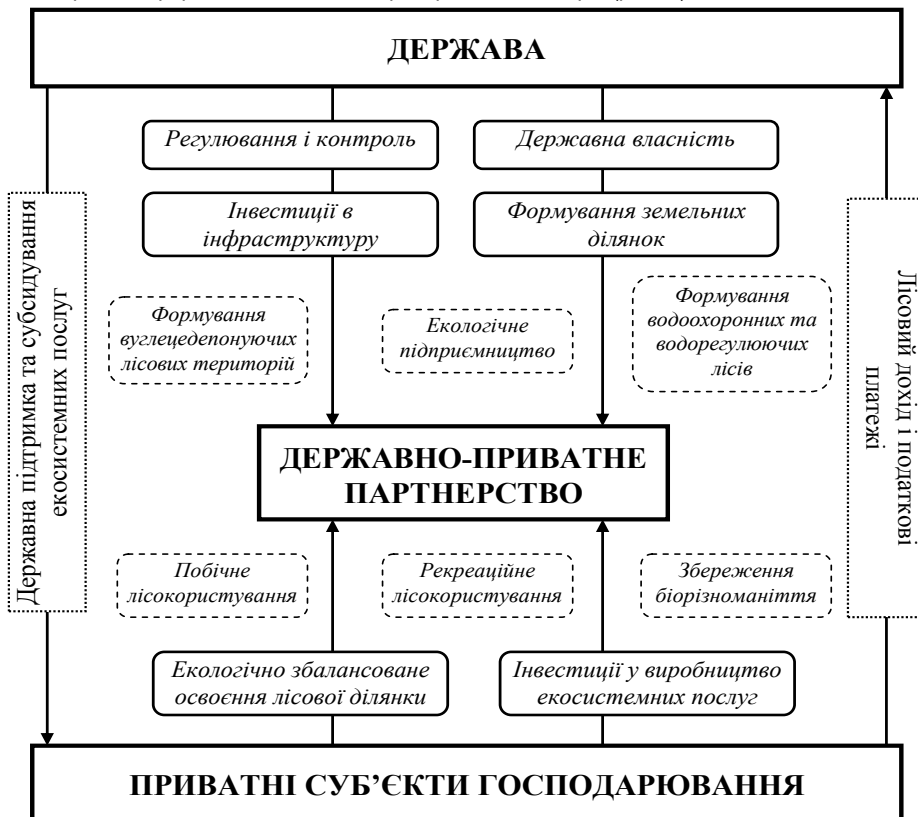 ДЕРЖАВА
Регулювання і контроль
Державна власність
Інвестиції в
інфраструктуру
Формування земельних
ділянок
Державна підтримка та субсидування
екосистемних послуг
Лісовий дохід і податкові
платежі
Формування
вуглецедепонуючих
лісових територій
Екологічне
підприємництво
Формування
водоохоронних та
водорегулюючих
лісів
ДЕРЖАВНО-ПРИВАТНЕ
ПАРТНЕРСТВО
Побічне
лісокористування
Рекреаційне
лісокористування
Збереження
біорізноманіття
Екологічно збалансоване
освоєння лісової ділянки
Інвестиції у виробництво
екосистемних послуг
ПРИВАТНІ СУБ’ЄКТИ ГОСПОДАРЮВАННЯ